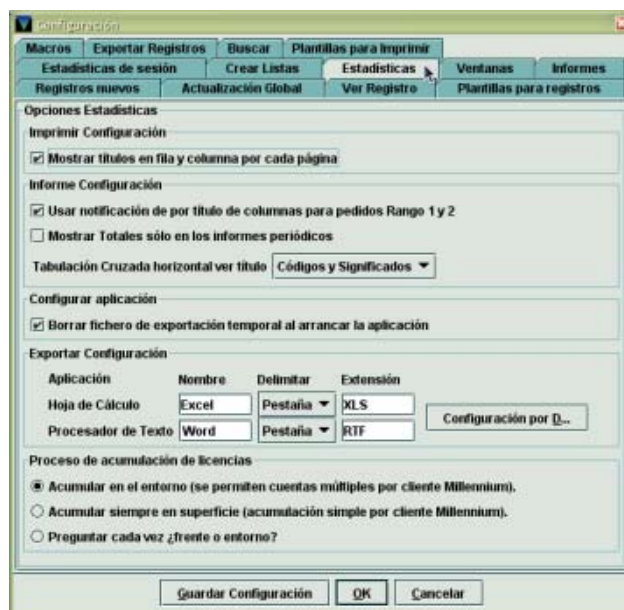 Configuración
Macros Exportar Registros Buscar Plantillas para Imprimir
Estadísticas de sesión Crear Listas Estadísticas Ventanas Informes
Registros nuevos Actualización Global Ver Registro Plantillas para registros
Opciones Estadísticas
Imprimir Configuración
Mostrar títulos en fila y columna por cada página
Informe Configuración
Usar notificación de por título de columnas para pedidos Rango 1 y 2
Mostrar Totales sólo en los informes periódicos
Tabulación Cruzada horizontal ver título Códigos y Significados
Configurar aplicación
Borrar fichero de exportación temporal al arrancar la aplicación
Exportar Configuración
Aplicación Nombre Delimitar Extensión
Hoja de Cálculo Excel Pestaña XLS
Configuración por D...
Procesador de Texto Word Pestaña RTF
Proceso de acumulación de licencias
Acumular en el entorno (se permiten cuentas múltiples por cliente Millennium).
Acumular siempre en superficie (acumulación simple por cliente Millennium).
Preguntar cada vez ¿frente o entorno?
Guardar Configuración OK Cancelar